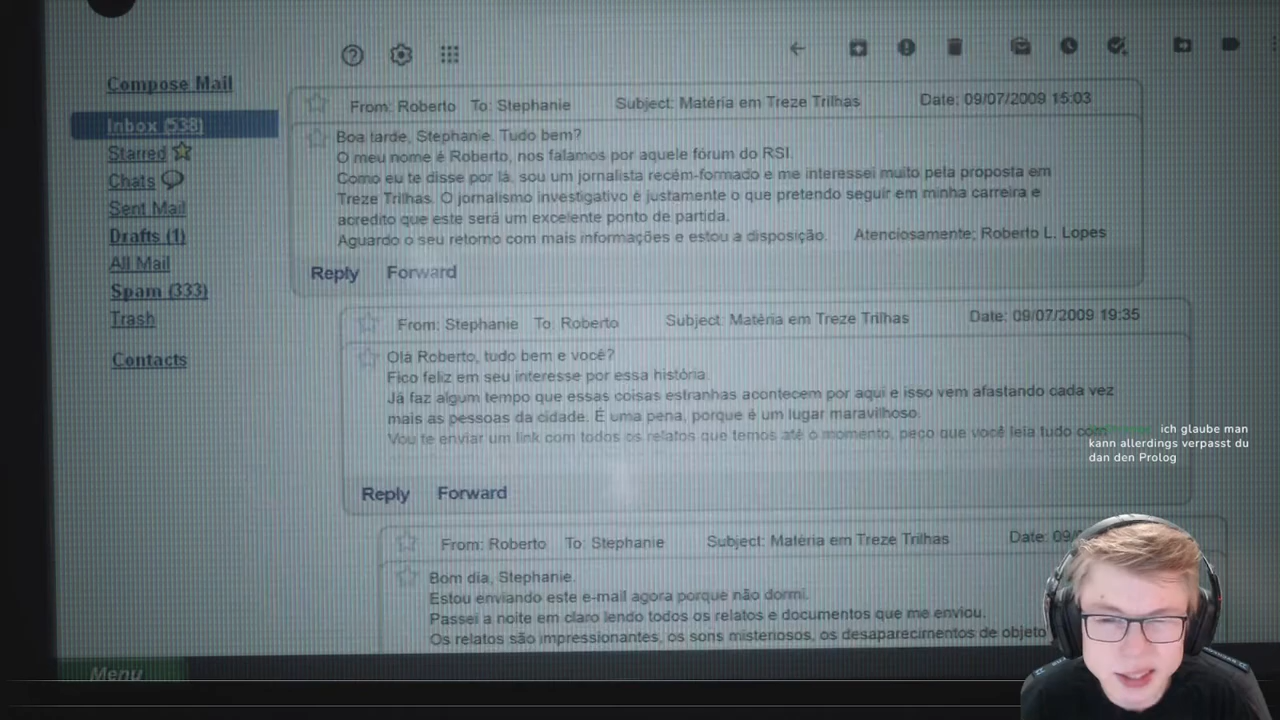 Compose Mail
Inbox (538)
Starred
Chats
Sent Mail
Drafts (1)
All Mail
Spam (333)
Trash
Contacts
From: Roberto To: Stephanie Subject: Matéria em Treze Trilhas Date: 09/07/2009 15:03
Boa tarde, Stephanie. Tudo bem?
O meu nome é Roberto, nos falamos por aquele fórum do RSI.
Como eu te disse por lá, sou um jornalista recém-formado e me interessei muito pela proposta em
Treze Trilhas. O jornalismo investigativo é justamente o que pretendo seguir em minha carreira e
acredito que este será um excelente ponto de partida.
Aguardo o seu retorno com mais informações e estou a disposição. Atenciosamente; Roberto L. Lopes
Reply Forward
From: Stephanie To: Roberto Subject: Matéria em Treze Trilhas Date: 09/07/2009 19:35
Olá Roberto, tudo bem e você?
Fico feliz em seu interesse por essa história.
Já faz algum tempo que essas coisas estranhas acontecem por aqui e isso vem afastando cada vez
mais as pessoas da cidade. É uma pena, porque é um lugar maravilhoso.
Vou te enviar um link com todos os relatos que temos até o momento, peço que você leia tudo com
ich glaube man
kann allerdings verpasst du
dan den Prolog
Reply Forward
From: Roberto To: Stephanie Subject: Matéria em Treze Trilhas Date: 09/
Bom dia, Stephanie.
Estou enviando este e-mail agora porque não dormi.
Passei a noite em claro lendo todos os relatos e documentos que me enviou.
Os relatos são impressionantes, os sons misteriosos, os desaparecimentos de objeto
Menu